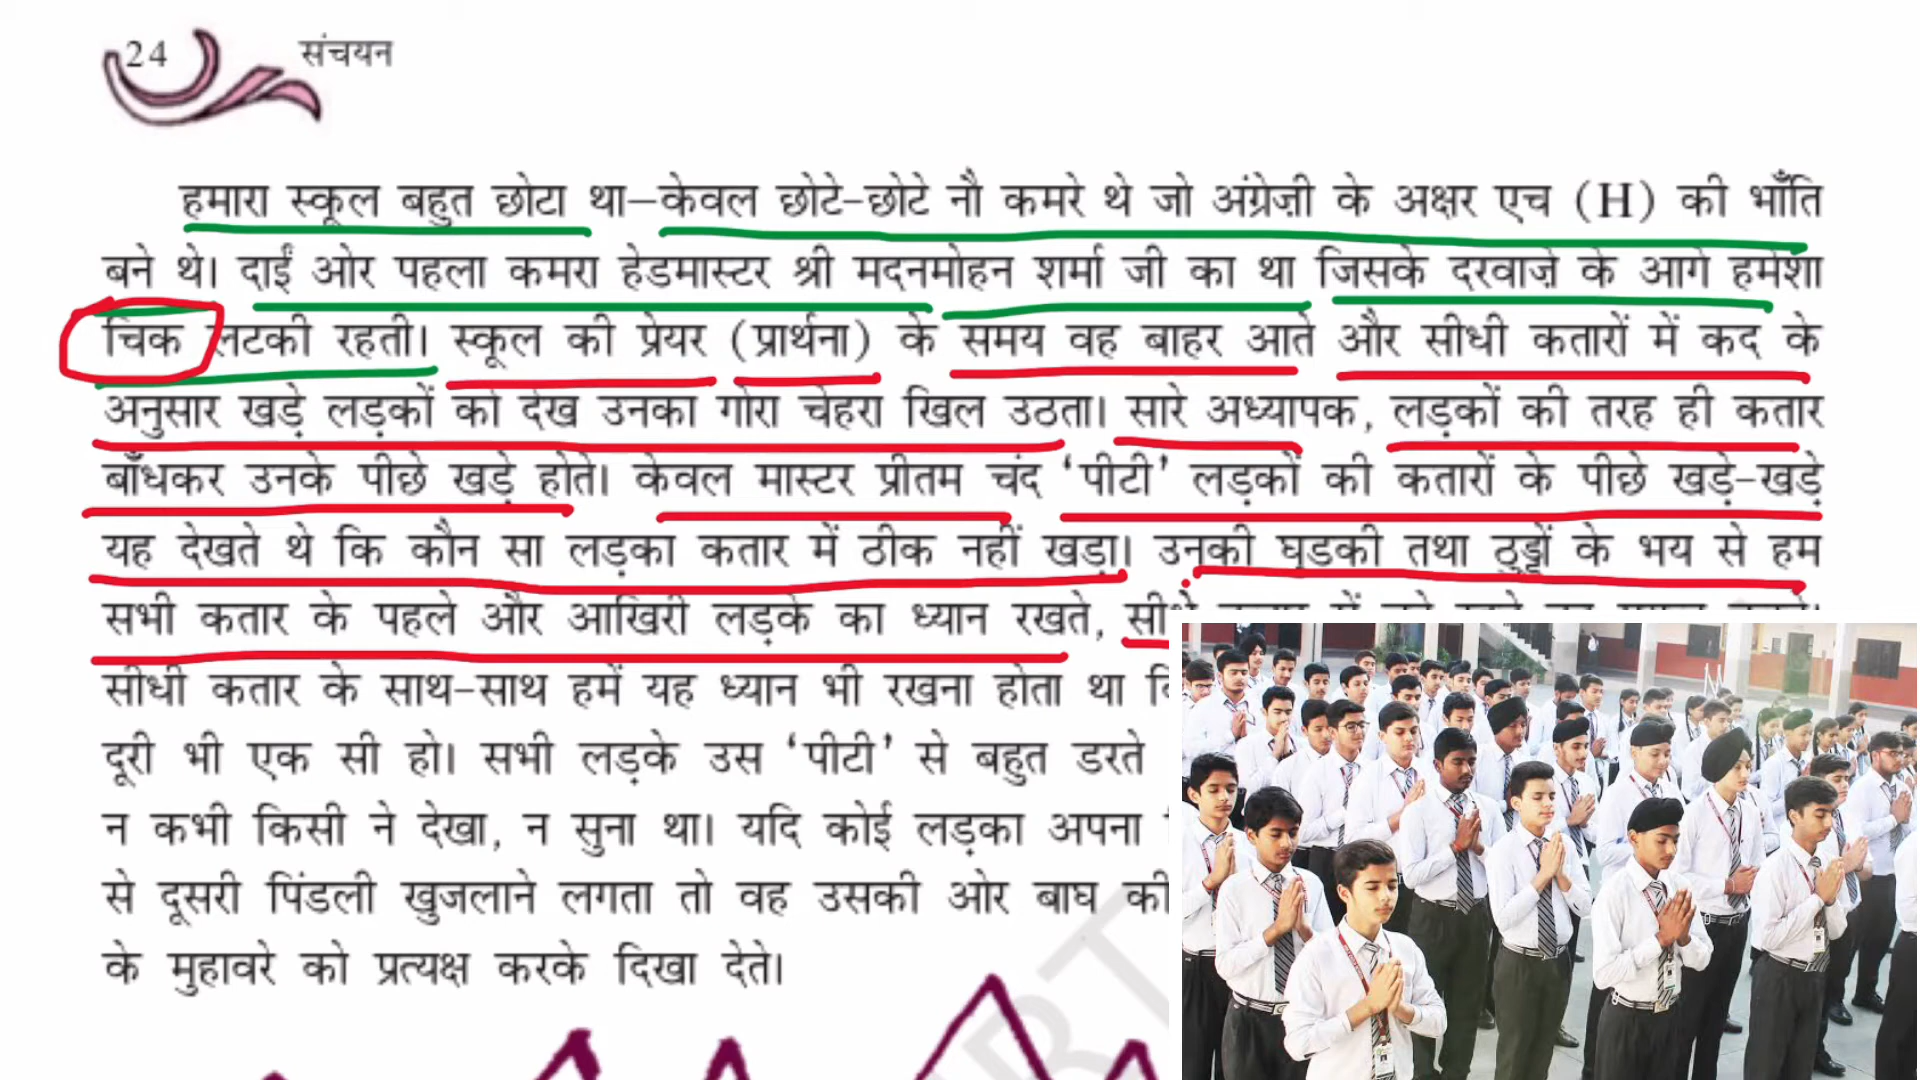 24 संचयन
हमारा स्कूल बहुत छोटा था—केवल छोटे-छोटे नौ कमरे थे जो अंग्रेज़ी के अक्षर एच (H) की भाँति
बने थे। दाईं ओर पहला कमरा हेडमास्टर श्री मदनमोहन शर्मा जी का था जिसके दरवाज़े के आगे हमेशा
चिक लटकी रहती। स्कूल की प्रेयर (प्रार्थना) के समय वह बाहर आते और सीधी कतारों में कद के
अनुसार खड़े लड़कों को देख उनका गोरा चेहरा खिल उठता। सारे अध्यापक, लड़कों की तरह ही कतार
बाँधकर उनके पीछे खड़े होते। केवल मास्टर प्रीतम चंद ‘पीटी’ लड़कों की कतारों के पीछे खड़े-खड़े
यह देखते थे कि कौन सा लड़का कतार में ठीक नहीं खड़ा। उनकी घुड़की तथा ठुड्डों के भय से हम
सभी कतार के पहले और आखिरी लड़के का ध्यान रखते,
सीधी कतार के साथ-साथ हमें यह ध्यान भी रखना होता था
दूरी भी एक सी हो। सभी लड़के उस ‘पीटी’ से बहुत डरते
न कभी किसी ने देखा, न सुना था। यदि कोई लड़का अपना
से दूसरी पिंडली खुजलाने लगता तो वह उसकी ओर बाघ की
के मुहावरे को प्रत्यक्ष करके दिखा देते।